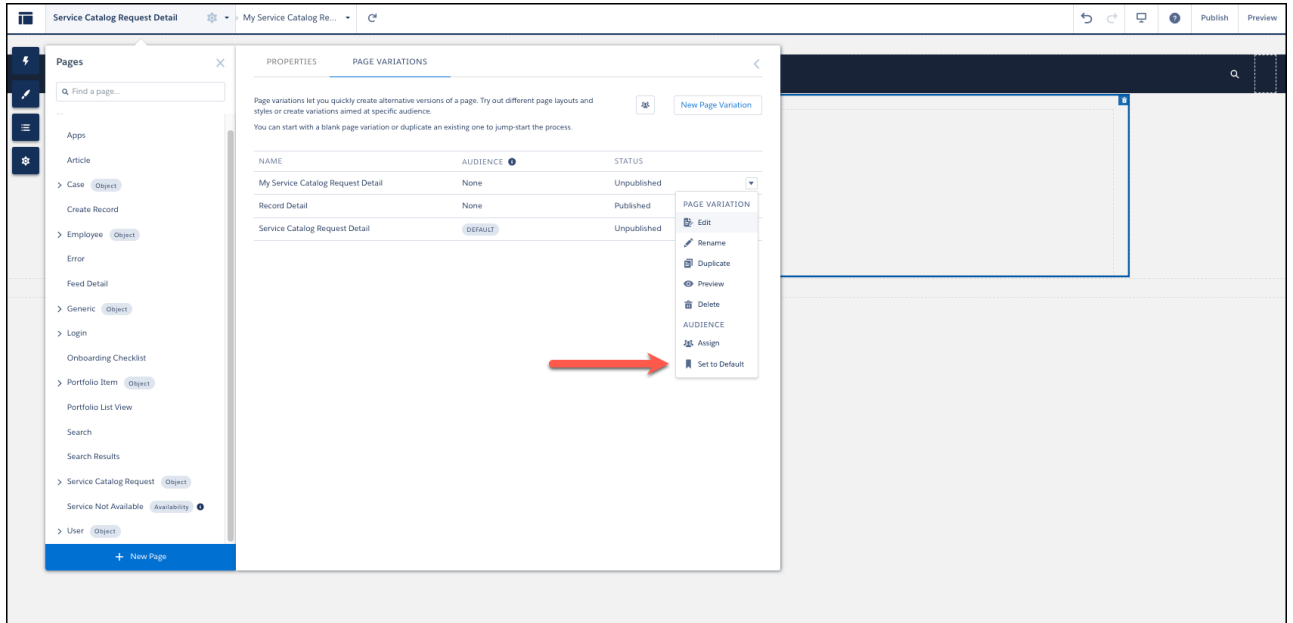 Service Catalog Request Detail
My Service Catalog Re...
Publish
Preview
Pages
Find a page...
Apps
Article
Case Object
Create Record
Employee Object
Error
Feed Detail
Generic Object
Login
Onboarding Checklist
Portfolio Item Object
Portfolio List View
Search
Search Results
Service Catalog Request Object
Service Not Available Availability
User Object
+ New Page
PROPERTIES PAGE VARIATIONS
Page variations let you quickly create alternative versions of a page. Try out different page layouts and
styles or create variations aimed at specific audience.
You can start with a blank page variation or duplicate an existing one to jump-start the process.
New Page Variation
NAME AUDIENCE STATUS
My Service Catalog Request Detail None Unpublished
Record Detail None Published
Service Catalog Request Detail DEFAULT Unpublished
PAGE VARIATION
Edit
Rename
Duplicate
Preview
Delete
AUDIENCE
Assign
Set to Default